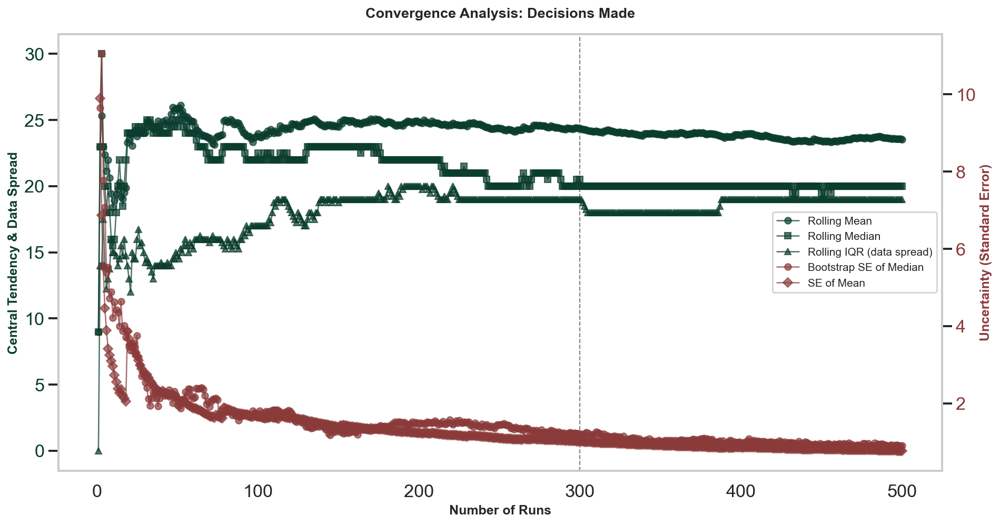 Convergence Analysis: Decisions Made
Central Tendency & Data Spread
30
25
20
15
10
5
0
10
8
6
4
2
Uncertainty (Standard Error)
Rolling Mean
Rolling Median
Rolling IQR (data spread)
Bootstrap SE of Median
SE of Mean
0 100 200 300 400 500
Number of Runs